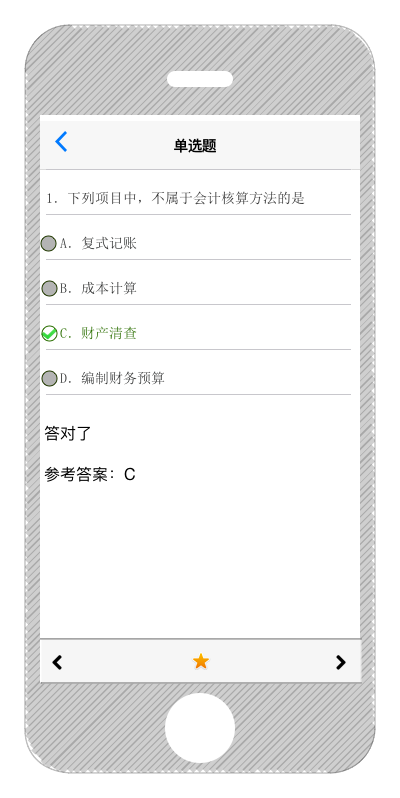 单选题
1. 下列项目中，不属于会计核算方法的是
A. 复式记账
B. 成本计算
C. 财产清查
D. 编制财务预算
答对了
参考答案：C